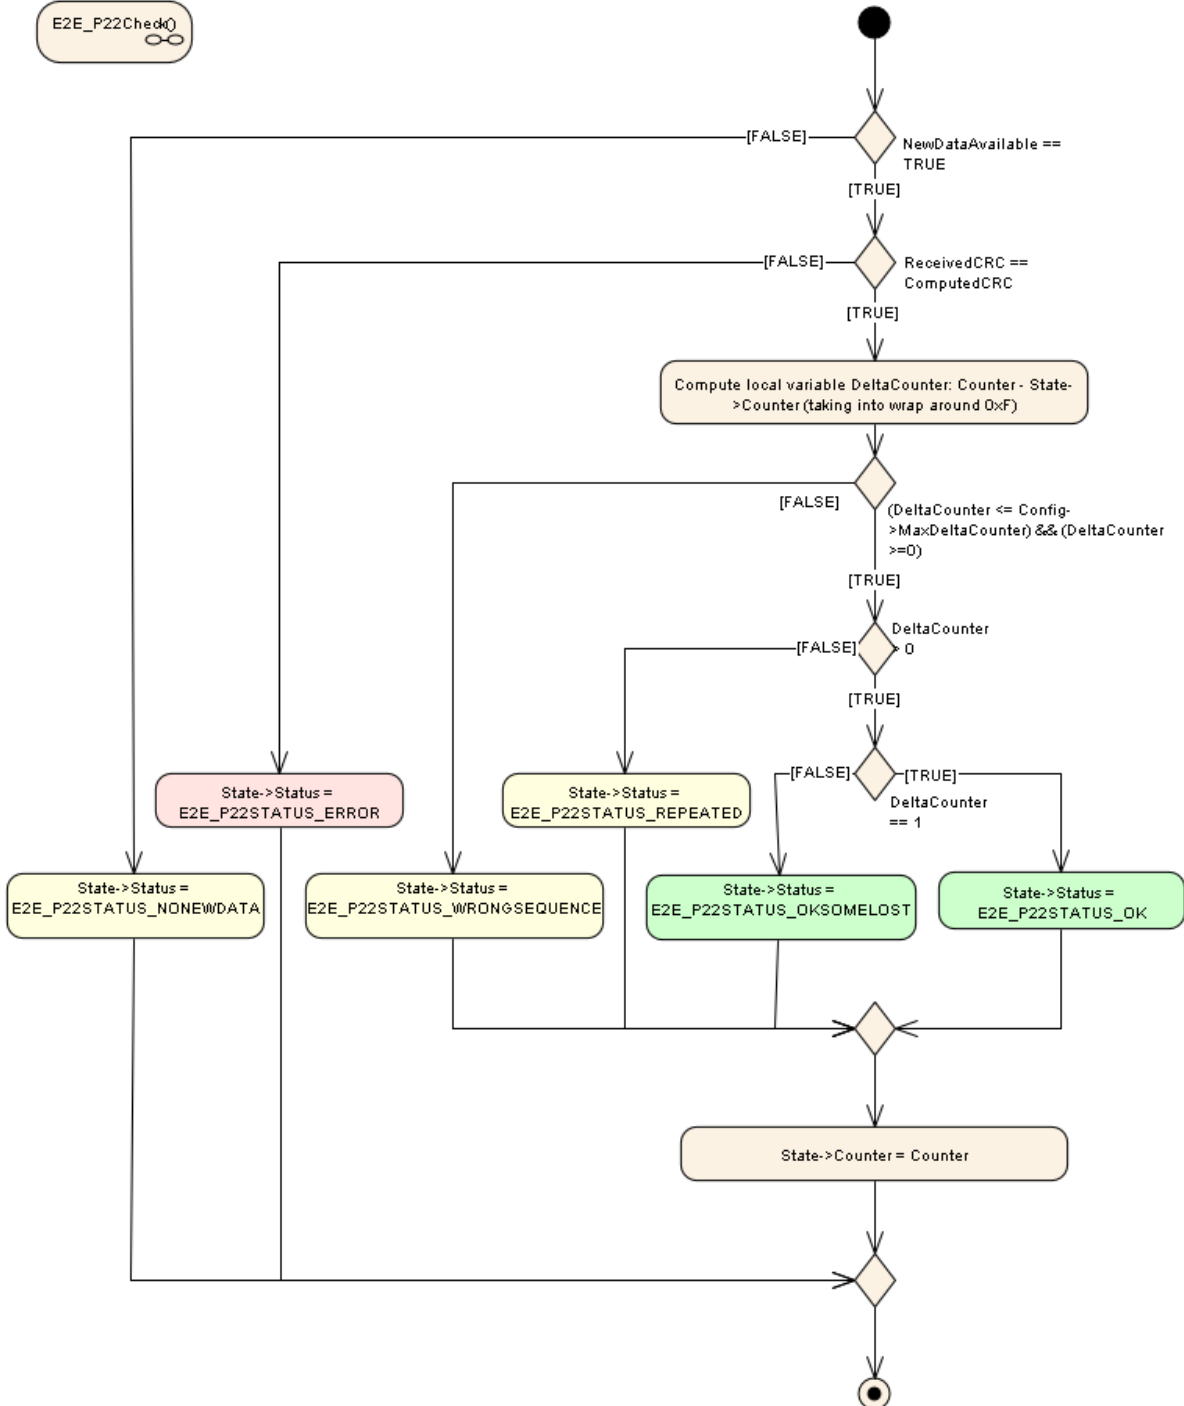 E2E_P22Check()
[FALSE]
NewDataAvailable ==
TRUE
[TRUE]
[FALSE]
ReceivedCRC ==
ComputedCRC
[TRUE]
Compute local variable DeltaCounter: Counter - State-
>Counter (taking into wrap around 0xF)
[FALSE]
(DeltaCounter <= Config-
>MaxDeltaCounter) && (DeltaCounter
>=0)
[TRUE]
DeltaCounter
> 0
[FALSE]
[TRUE]
[FALSE]
[TRUE]
DeltaCounter
== 1
State->Status =
E2E_P22STATUS_ERROR
State->Status =
E2E_P22STATUS_REPEATED
State->Status =
E2E_P22STATUS_NONEWDATA
State->Status =
E2E_P22STATUS_WRONGSEQUENCE
State->Status =
E2E_P22STATUS_OKSOMELOST
State->Status =
E2E_P22STATUS_OK
State->Counter = Counter